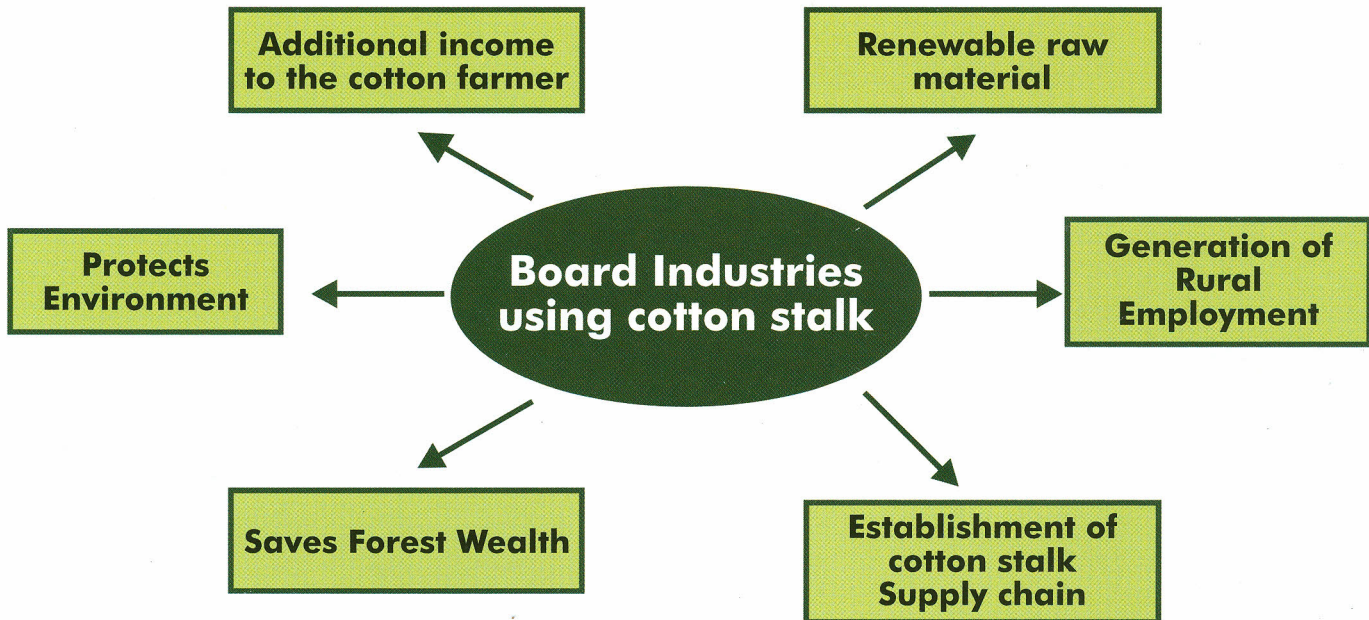 Additional income
to the cotton farmer
Renewable raw
material
Protects
Environment
Board Industries
using cotton stalk
Generation of
Rural
Employment
Saves Forest Wealth
Establishment of
cotton stalk
Supply chain